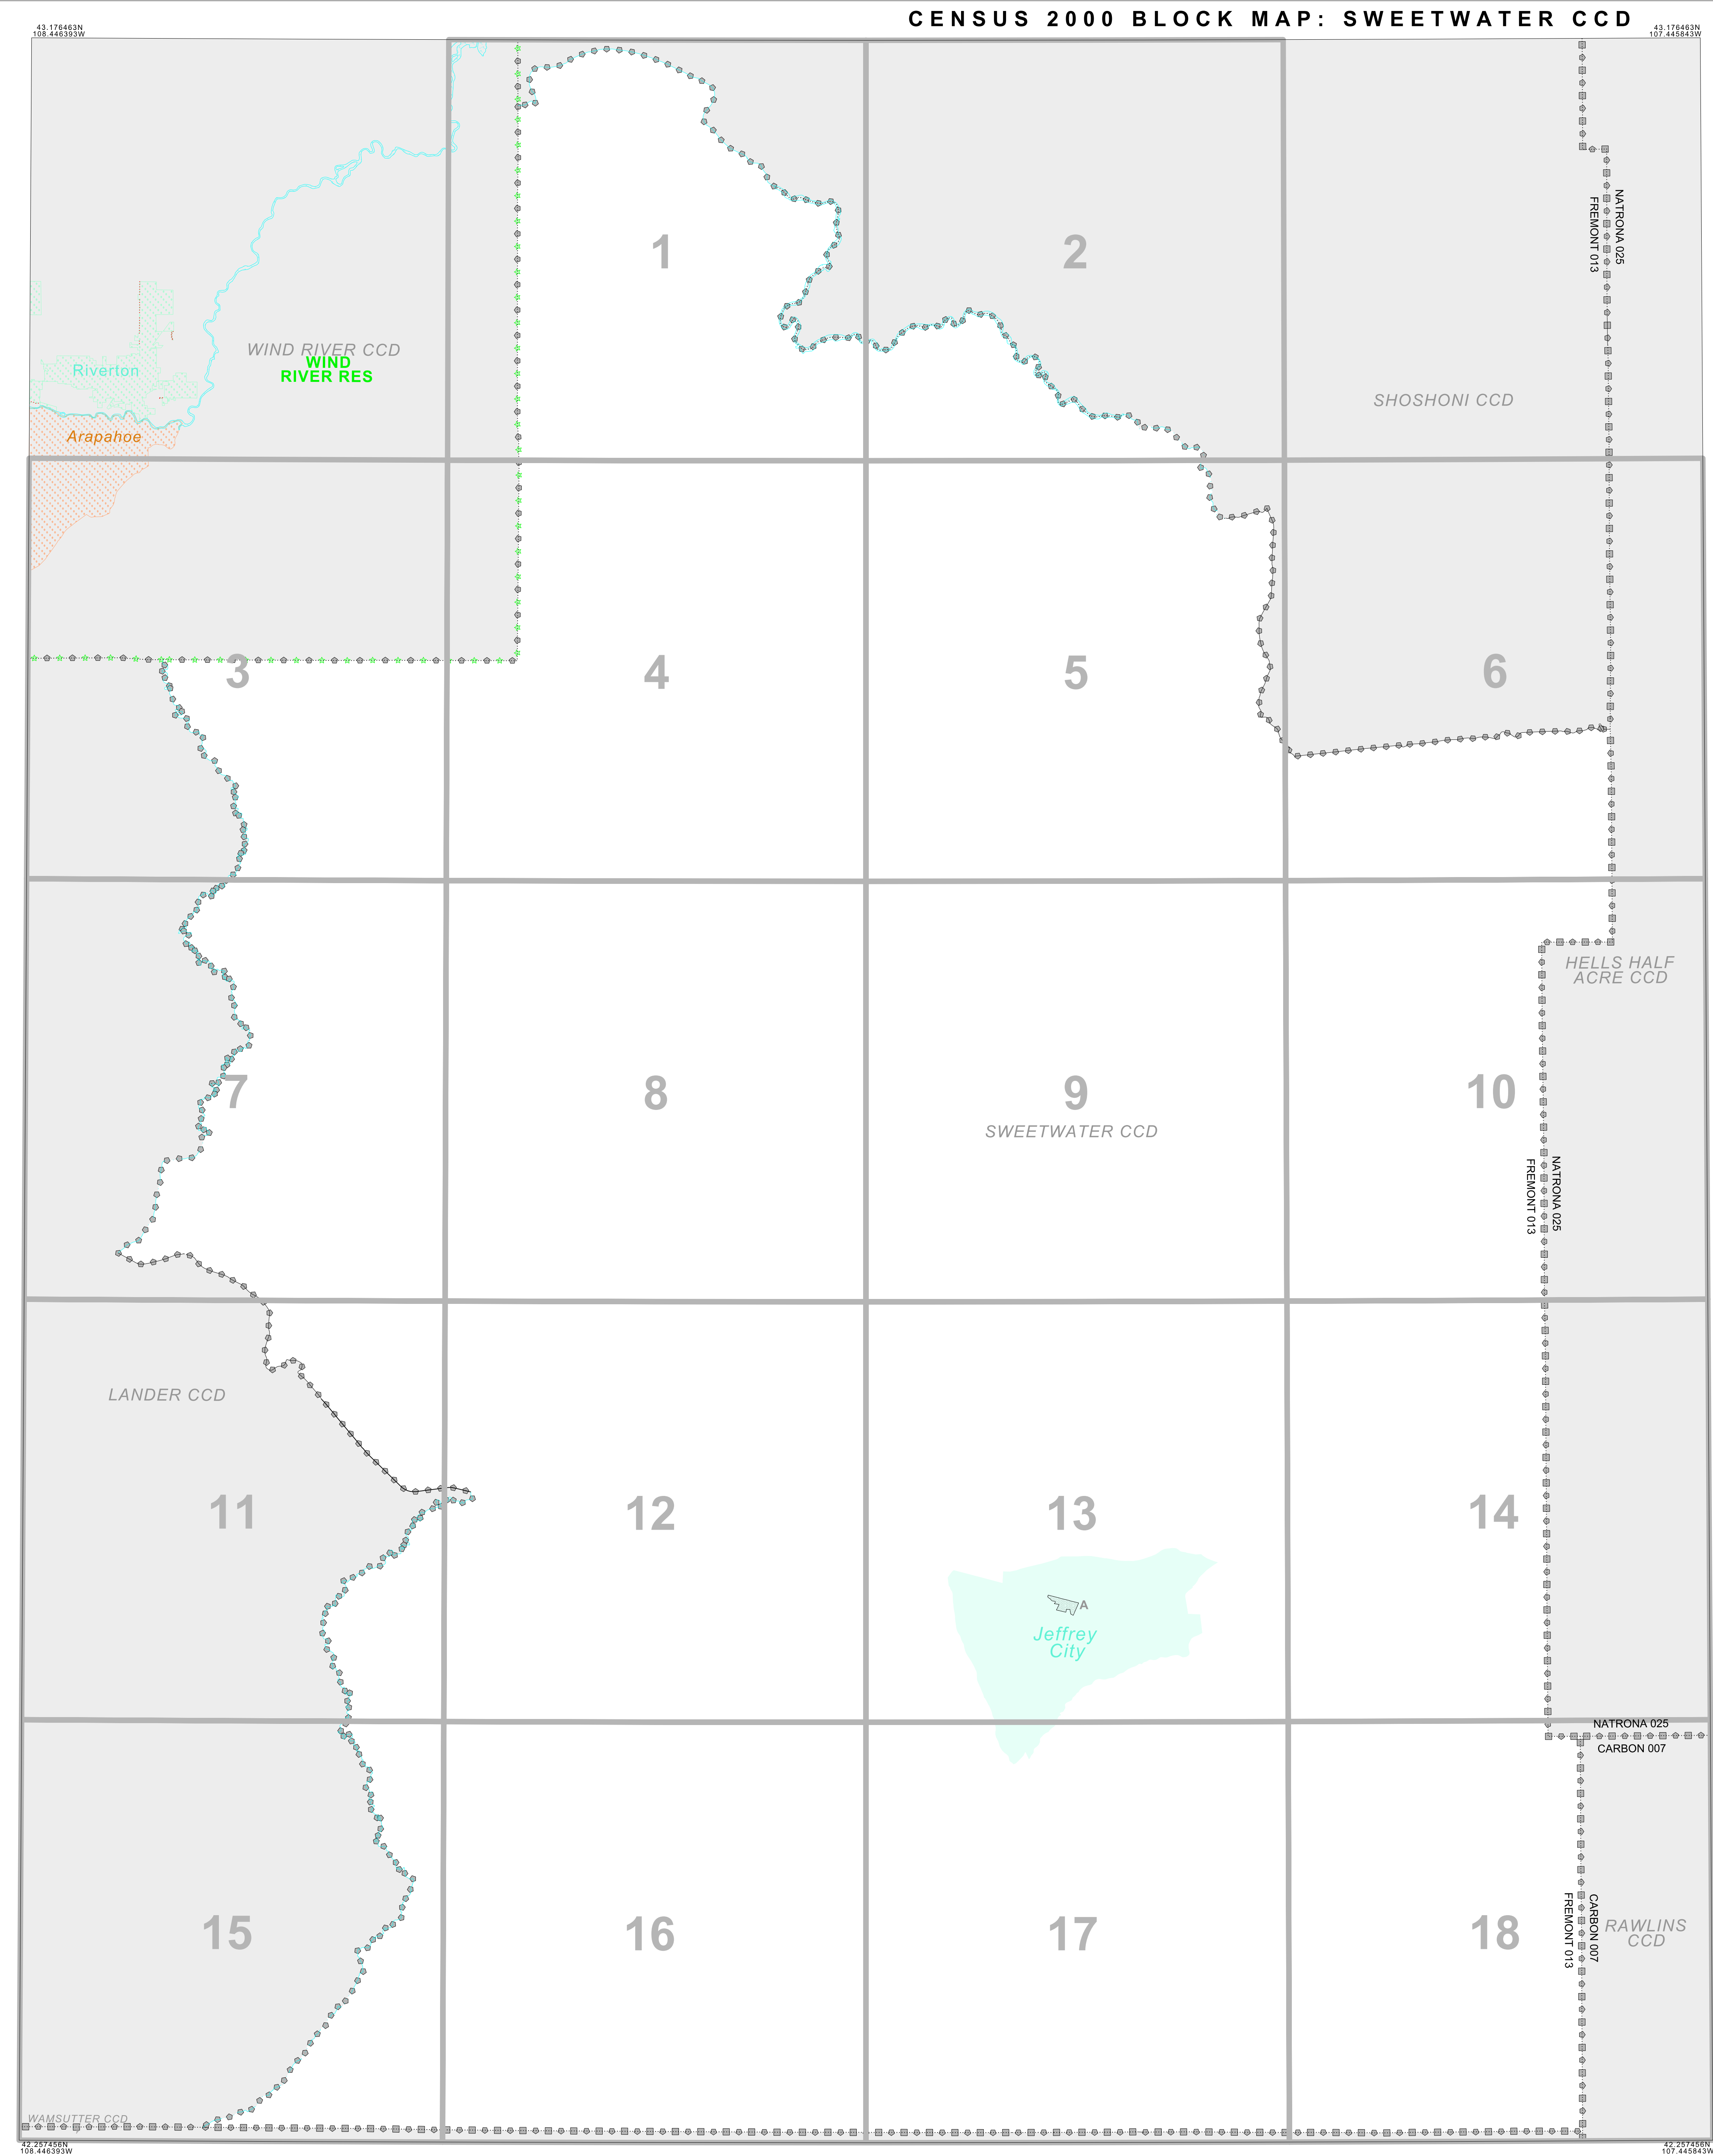 CENSUS 2000 BLOCK MAP: SWEETWATER CCD
43.176463N
108.446393W
43.176463N
107.445843W
NATRONA 025
FREMONT 013
1
2
WIND RIVER CCD
WIND
RIVER RES
Riverton
SHOSHONI CCD
Arapahoe
3
4
5
6
HELLS HALF
ACRE CCD
7
8
9
10
SWEETWATER CCD
NATRONA 025
FREMONT 013
LANDER CCD
11
12
13
14
A
Jeffrey
City
NATRONA 025
CARBON 007
15
16
17
18
CARBON 007
FREMONT 013
RAWLINS
CCD
WAMSUTTER CCD
42.257456N
108.446393W
42.257456N
107.445843W